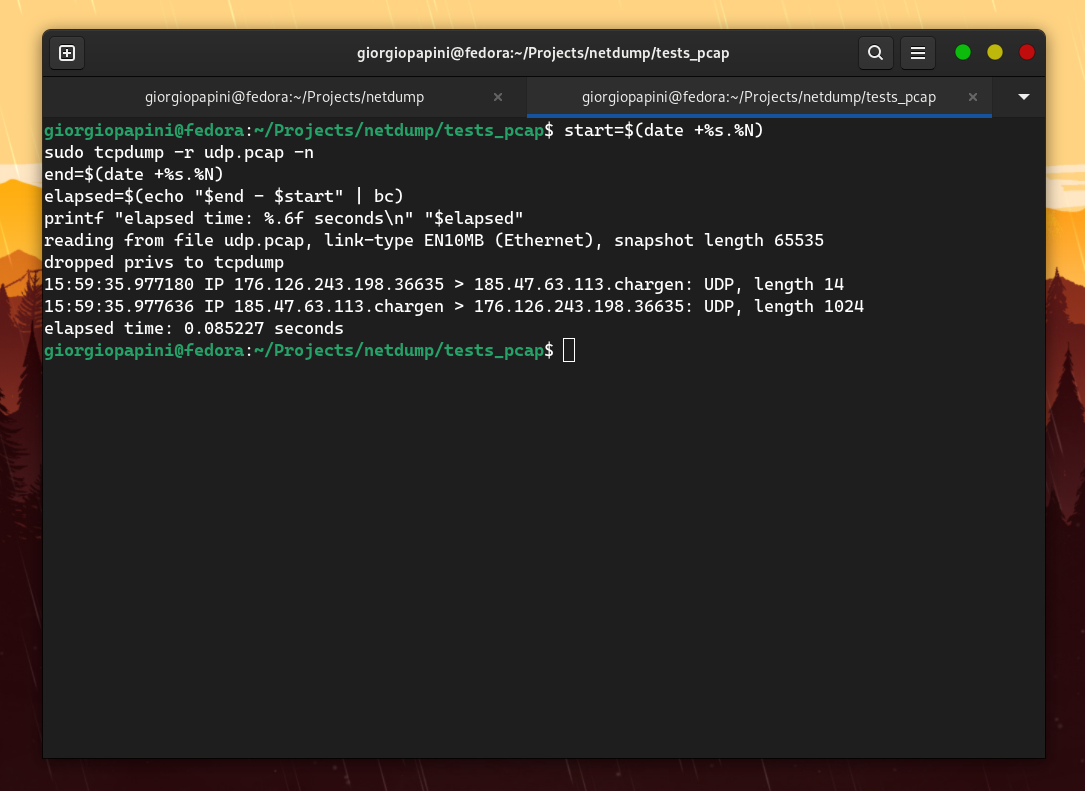 giorgiopapini@fedora:~/Projects/netdump/tests_pcap
giorgiopapini@fedora:~/Projects/netdump
giorgiopapini@fedora:~/Projects/netdump/tests_pcap
giorgiopapini@fedora:~/Projects/netdump/tests_pcap$ start=$(date +%s.%N)
sudo tcpdump -r udp.pcap -n
end=$(date +%s.%N)
elapsed=$(echo "$end - $start" | bc)
printf "elapsed time: %.6f seconds\n" "$elapsed"
reading from file udp.pcap, link-type EN10MB (Ethernet), snapshot length 65535
dropped privs to tcpdump
15:59:35.977180 IP 176.126.243.198.36635 > 185.47.63.113.chargen: UDP, length 14
15:59:35.977636 IP 185.47.63.113.chargen > 176.126.243.198.36635: UDP, length 1024
elapsed time: 0.085227 seconds
giorgiopapini@fedora:~/Projects/netdump/tests_pcap$